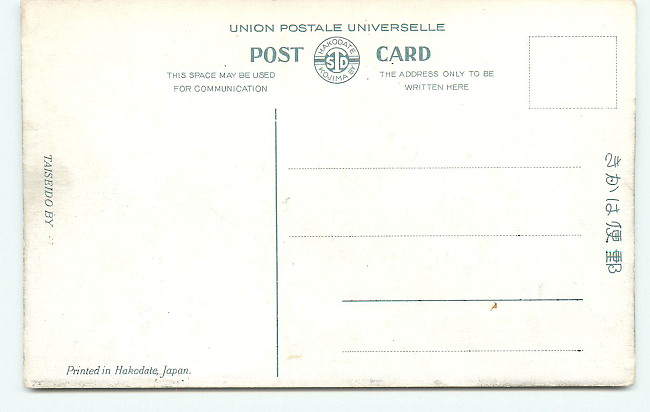 UNION POSTALE UNIVERSELLE
POST CARD
HAKODATE
STD
KOJIMA BY
THIS SPACE MAY BE USED
FOR COMMUNICATION
THE ADDRESS ONLY TO BE
WRITTEN HERE
TAISEIDO BY
郵便はかき
Printed in Hakodate, Japan.